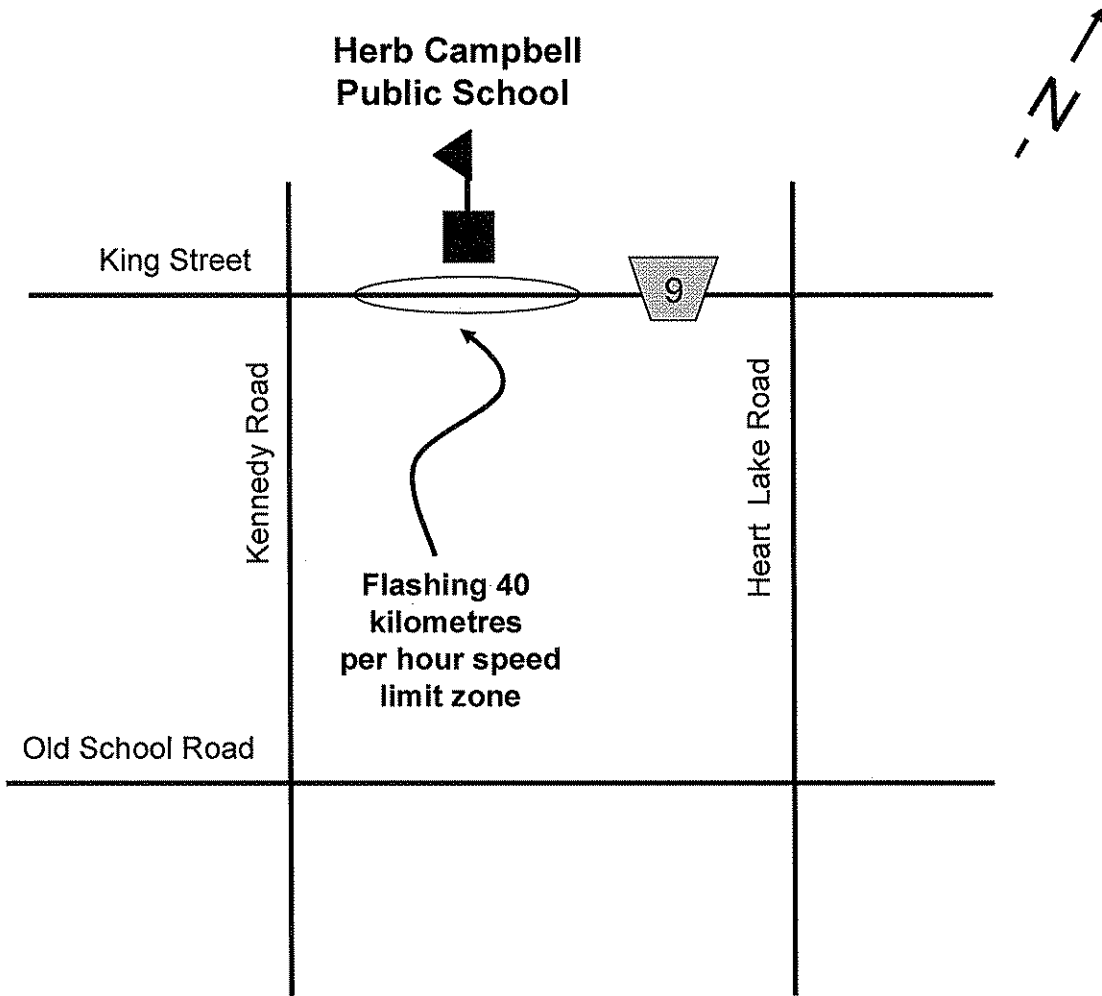 Herb Campbell
Public School
N
King Street
9
Kennedy Road
Heart Lake Road
Flashing 40
kilometres
per hour speed
limit zone
Old School Road